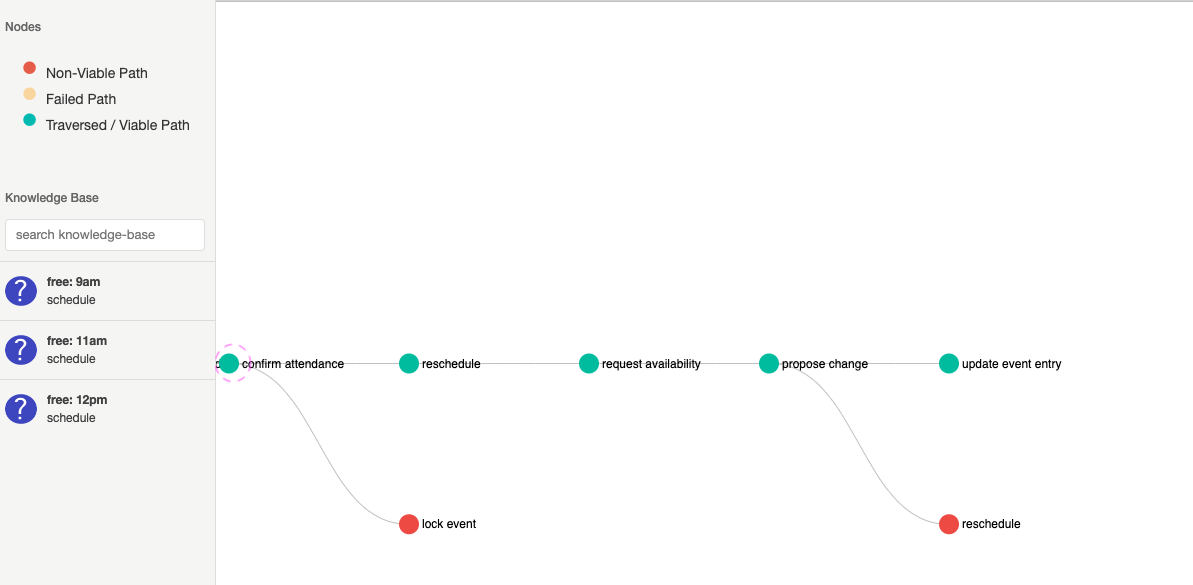 Nodes
Non-Viable Path
Failed Path
Traversed / Viable Path
Knowledge Base
search knowledge-base
?
free: 9am
schedule
?
free: 11am
schedule
?
free: 12pm
schedule
confirm attendance
reschedule
request availability
propose change
update event entry
lock event
reschedule